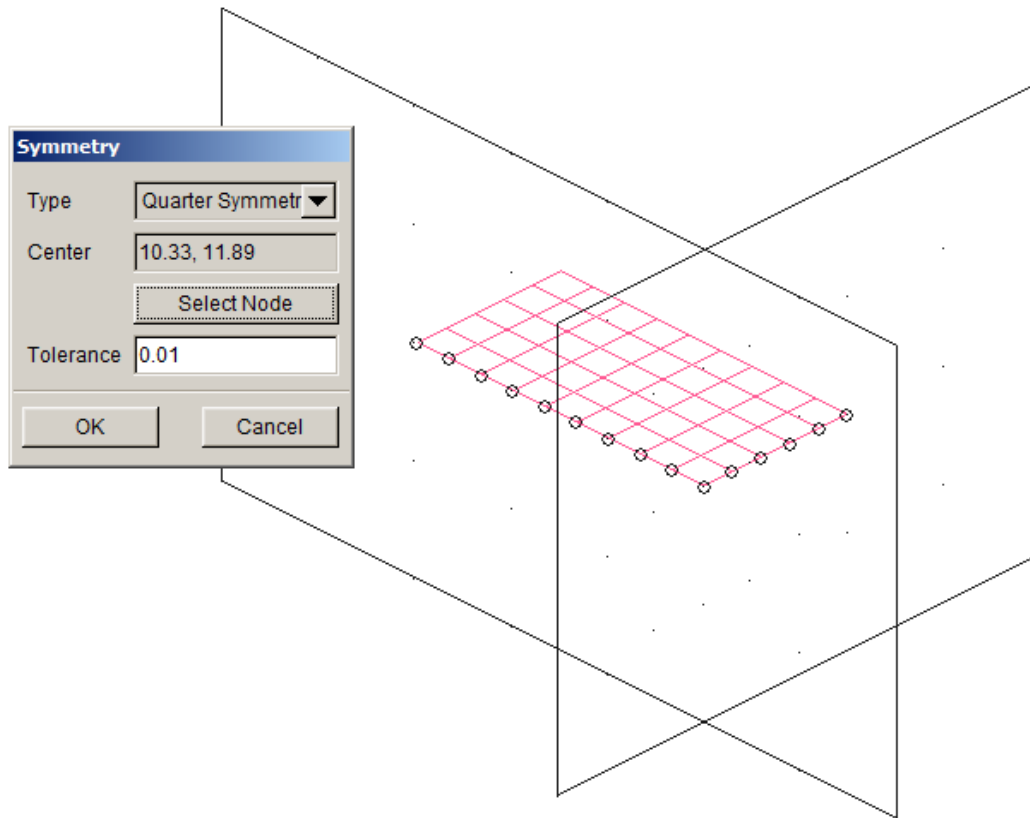 Symmetry
Type Quarter Symmetr
Center 10.33, 11.89
Select Node
Tolerance 0.01
OK Cancel